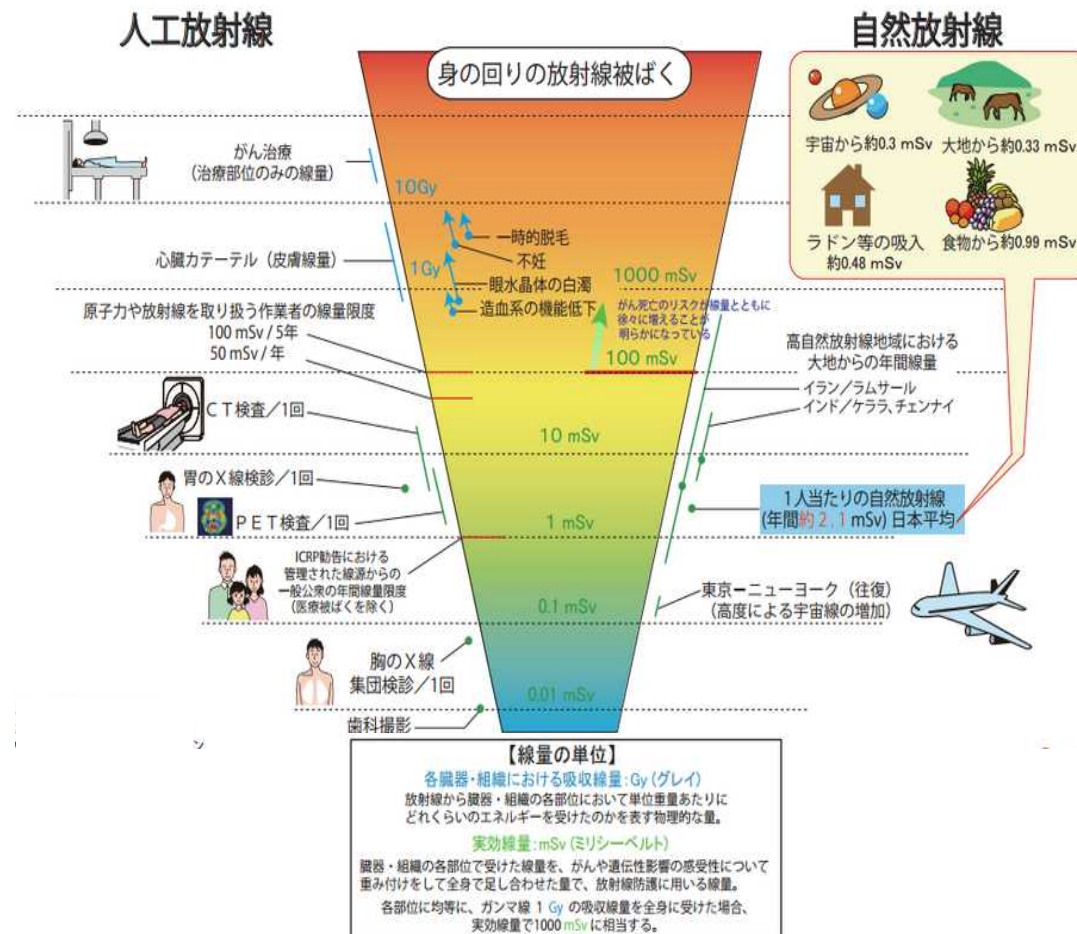 人工放射線
自然放射線
身の回りの放射線被ばく
宇宙から約0.3 mSv
大地から約0.33 mSv
ラドン等の吸入
約0.48 mSv
食物から約0.99 mSv
がん治療
(治療部位のみの線量)
10Gy
心臓カテーテル（皮膚線量）
1Gy
一時的脱毛
不妊
眼水晶体の白濁
造血系の機能低下
1000 mSv
がん死亡のリスクが線量とともに
徐々に増えることが
明らかになっている
100 mSv
原子力や放射線を取り扱う作業者の線量限度
100 mSv / 5年
50 mSv / 年
高自然放射線地域における
大地からの年間線量
イラン/ラムサール
インド/ケララ、チェンナイ
CT検査／1回
10 mSv
胃のX線検診／1回
PET検査／1回
1 mSv
1人当たりの自然放射線
(年間約2.1 mSv) 日本平均
ICRP勧告における
管理された線源からの
一般公衆の年間線量限度
(医療被ばくを除く)
0.1 mSv
東京ーニューヨーク（往復）
(高度による宇宙線の増加)
胸のX線
集団検診/1回
0.01 mSv
歯科撮影
【線量の単位】
各臓器・組織における吸収線量：Gy (グレイ)
放射線から臓器・組織の各部位において単位重量あたりに
どれくらいのエネルギーを受けたのかを表す物理的な量。
実効線量：mSv (ミリシーベルト)
臓器・組織の各部位で受けた線量を、がんや遺伝性影響の感受性について
重み付けをして全身で足し合わせた量で、放射線防護に用いる線量。
各部位に均等に、ガンマ線 1 Gy の吸収線量を全身に受けた場合、
実効線量で1000 mSv に相当する。